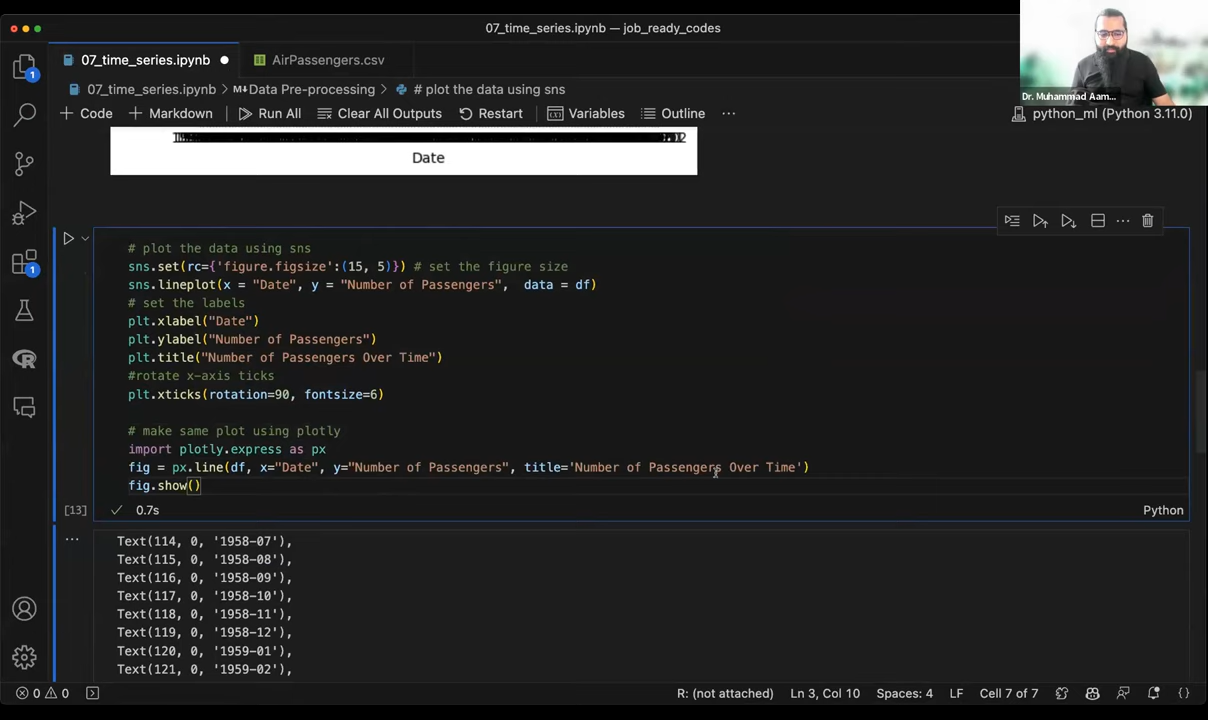 07_time_series.ipynb — job_ready_codes
07_time_series.ipynb
AirPassengers.csv
07_time_series.ipynb > M↓Data Pre-processing > # plot the data using sns
Dr. Muhammad Aam...
+ Code + Markdown Run All Clear All Outputs Restart Variables Outline ... python_ml (Python 3.11.0)
Date
# plot the data using sns
sns.set(rc={'figure.figsize':(15, 5)}) # set the figure size
sns.lineplot(x = "Date", y = "Number of Passengers",  data = df)
# set the labels
plt.xlabel("Date")
plt.ylabel("Number of Passengers")
plt.title("Number of Passengers Over Time")
#rotate x-axis ticks
plt.xticks(rotation=90, fontsize=6)
# make same plot using plotly
import plotly.express as px
fig = px.line(df, x="Date", y="Number of Passengers", title='Number of Passengers Over Time')
fig.show()
[13] 0.7s Python
Text(114, 0, '1958-07'),
Text(115, 0, '1958-08'),
Text(116, 0, '1958-09'),
Text(117, 0, '1958-10'),
Text(118, 0, '1958-11'),
Text(119, 0, '1958-12'),
Text(120, 0, '1959-01'),
Text(121, 0, '1959-02'),
1
1
R
0 0 R: (not attached) Ln 3, Col 10 Spaces: 4 LF Cell 7 of 7 {}